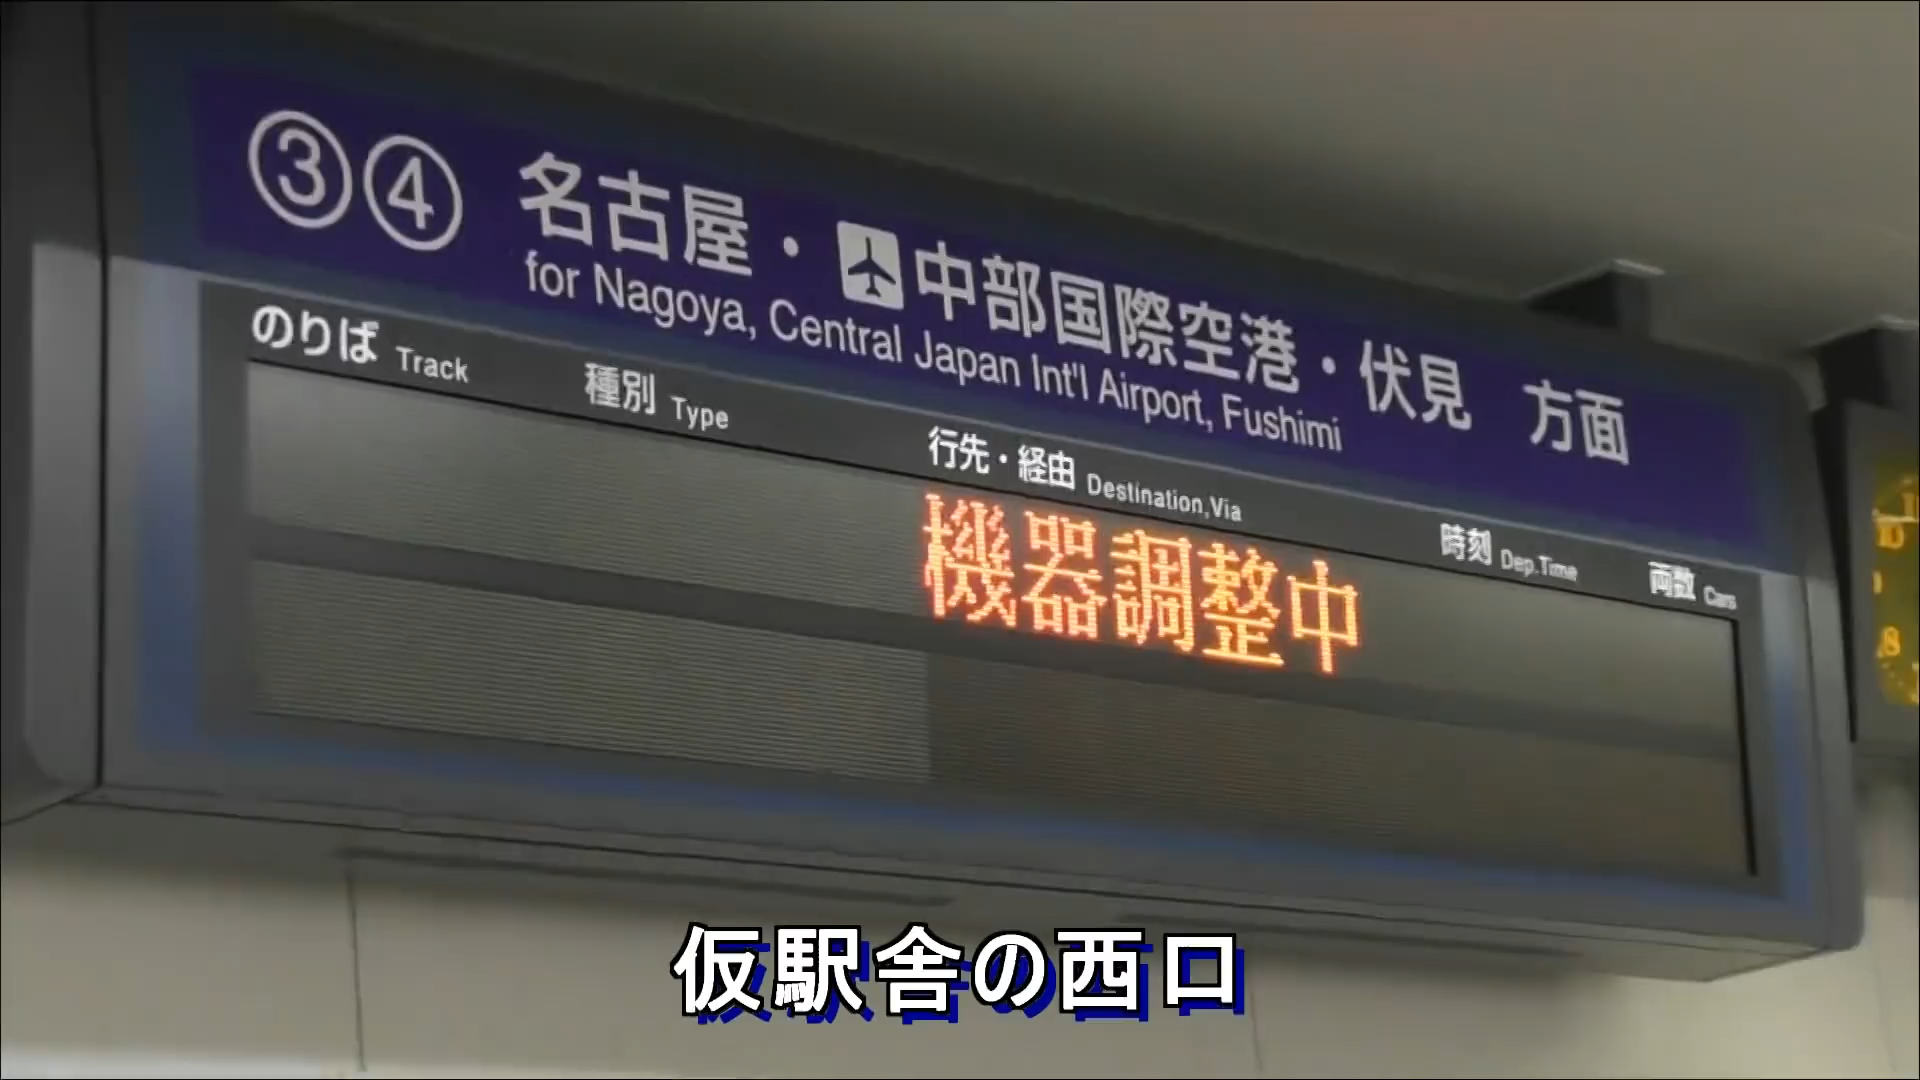 ③④ 名古屋・中部国際空港・伏見 方面
for Nagoya, Central Japan Int'l Airport, Fushimi
のりば Track 種別 Type 行先・経由 Destination,Via 時刻 Dep.Time 両数 Cars
機器調整中
仮駅舎の西口